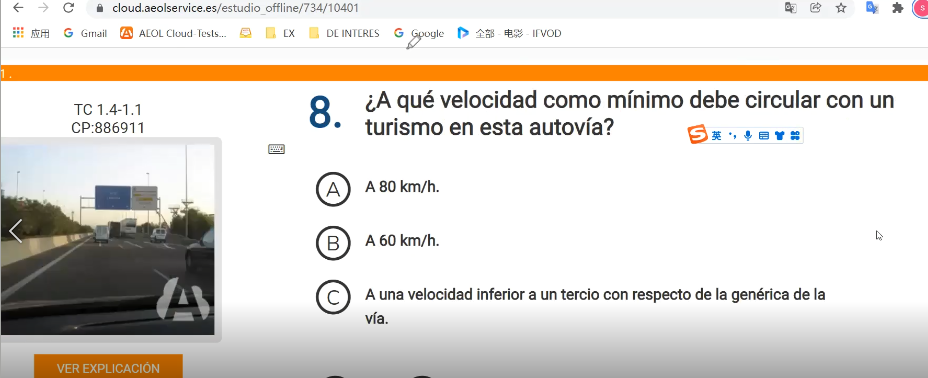 cloud.aeolservice.es/estudio_offline/734/10401
应用 Gmail AEOL Cloud-Tests... EX DE INTERES Google 全部 - 电影 - IFVOD
1 .
TC 1.4-1.1
CP:886911
8. ¿A qué velocidad como mínimo debe circular con un
turismo en esta autovía?
英
A A 80 km/h.
B A 60 km/h.
C A una velocidad inferior a un tercio con respecto de la genérica de la
vía.
VER EXPLICACIÓN